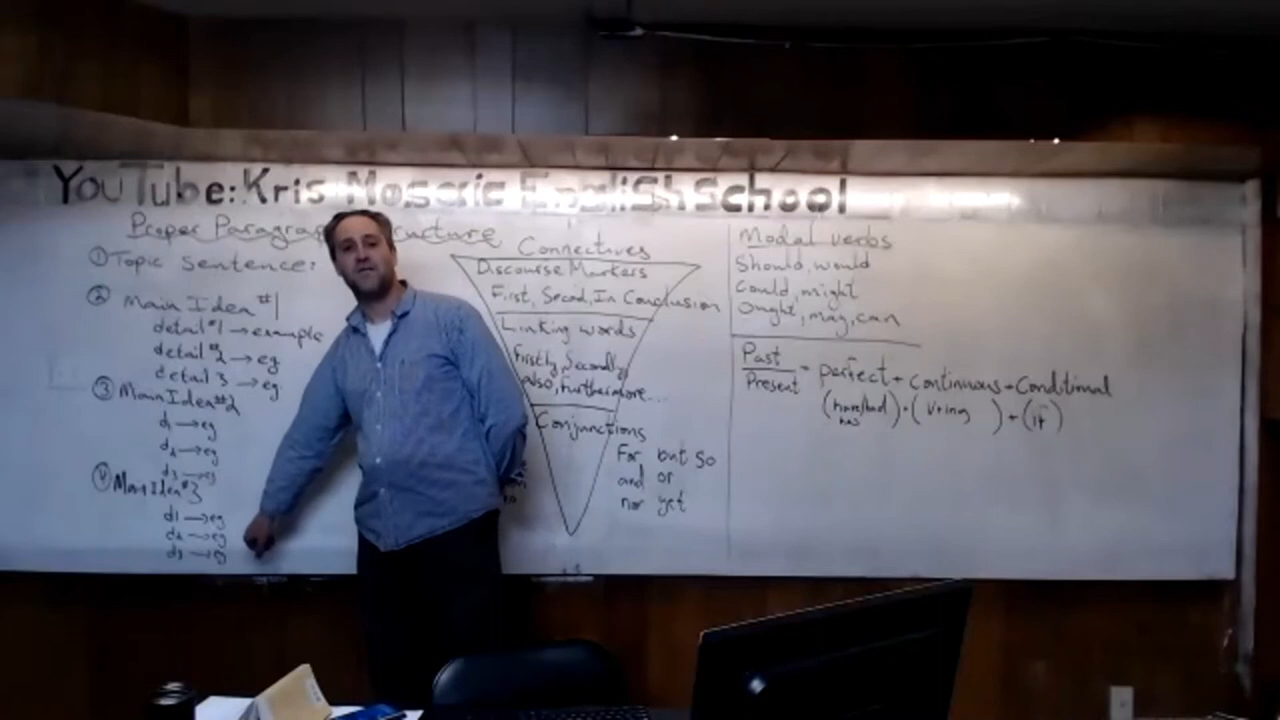 YouTube: Kris Mosaic English School
Proper Paragraph Structure
① Topic Sentence:
② Main Idea #1
detail #1 → example
detail #2 → eg
detail 3 → eg
③ Main Idea #2
d1 → eg
d2 → eg
d3 → eg
④ Main Idea #3
d1 → eg
d2 → eg
d3 → eg
Connectives
Discourse Markers
First, Secod, In Conclusion
Linking words
Firstly, Secondly,
also, furthermore...
Conjunctions
For but so
and or
nor yet
Modal verbs
Should, would
Could, might
Ought, may, can
Past
Present - perfect + continuous + Conditional
(have/had) + (V+ing ) + (if)
has